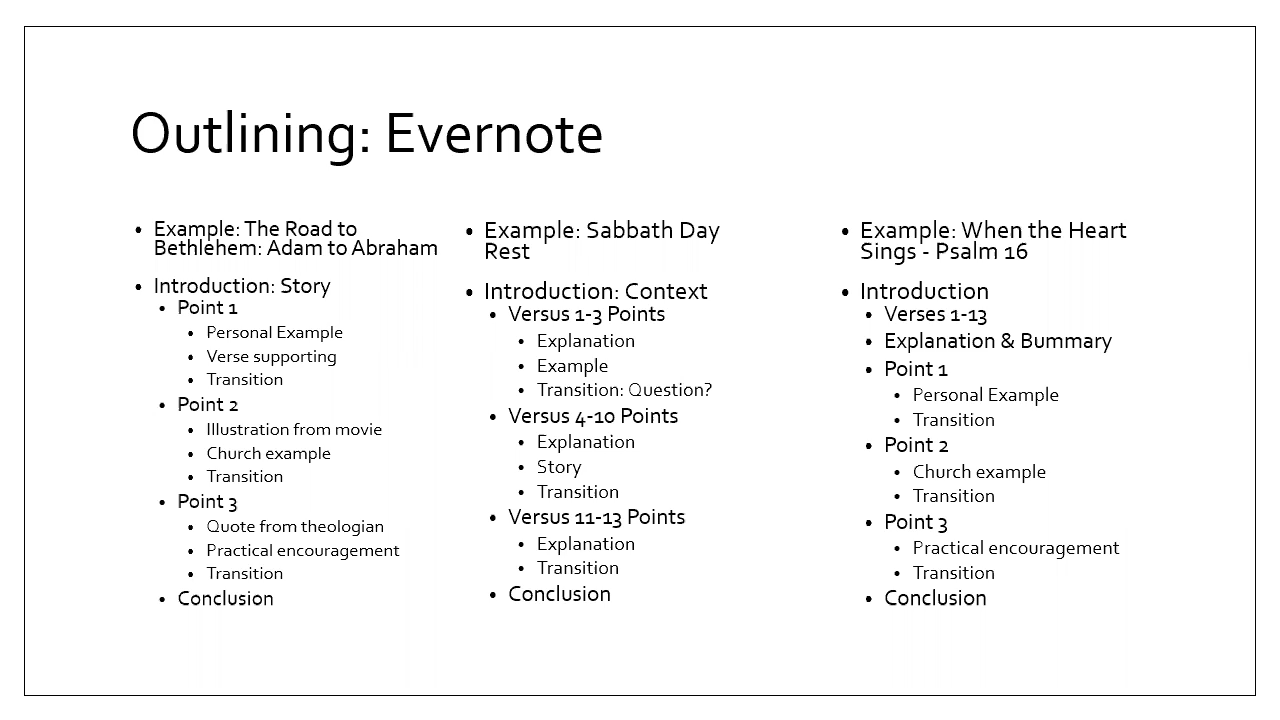 Outlining: Evernote
• Example: The Road to
Bethlehem: Adam to Abraham
• Introduction: Story
• Point 1
• Personal Example
• Verse supporting
• Transition
• Point 2
• Illustration from movie
• Church example
• Transition
• Point 3
• Quote from theologian
• Practical encouragement
• Transition
• Conclusion
• Example: Sabbath Day
Rest
• Introduction: Context
• Versus 1-3 Points
• Explanation
• Example
• Transition: Question?
• Versus 4-10 Points
• Explanation
• Story
• Transition
• Versus 11-13 Points
• Explanation
• Transition
• Conclusion
• Example: When the Heart
Sings - Psalm 16
• Introduction
• Verses 1-13
• Explanation & Bummary
• Point 1
• Personal Example
• Transition
• Point 2
• Church example
• Transition
• Point 3
• Practical encouragement
• Transition
• Conclusion